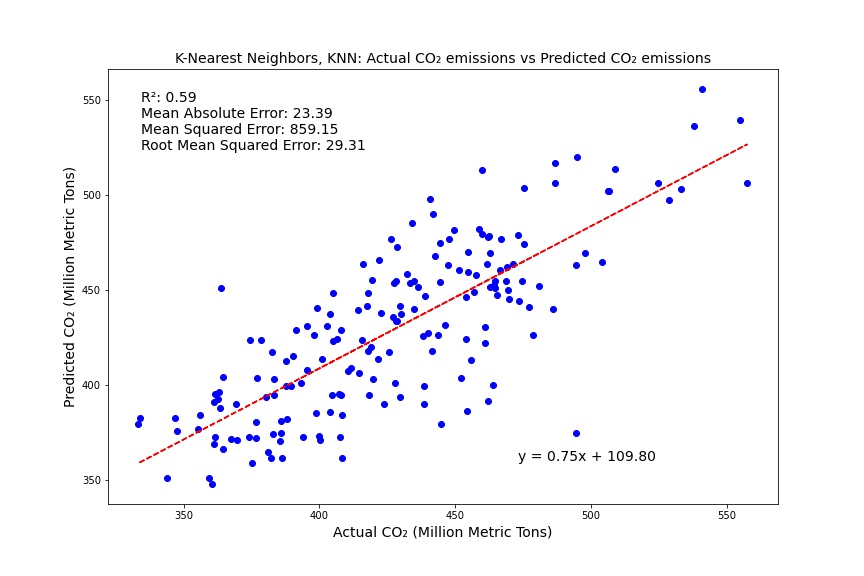 K-Nearest Neighbors, KNN: Actual CO₂ emissions vs Predicted CO₂ emissions
R²: 0.59
Mean Absolute Error: 23.39
Mean Squared Error: 859.15
Root Mean Squared Error: 29.31
Predicted CO₂ (Million Metric Tons)
550
500
450
400
350
y = 0.75x + 109.80
350 400 450 500 550
Actual CO₂ (Million Metric Tons)